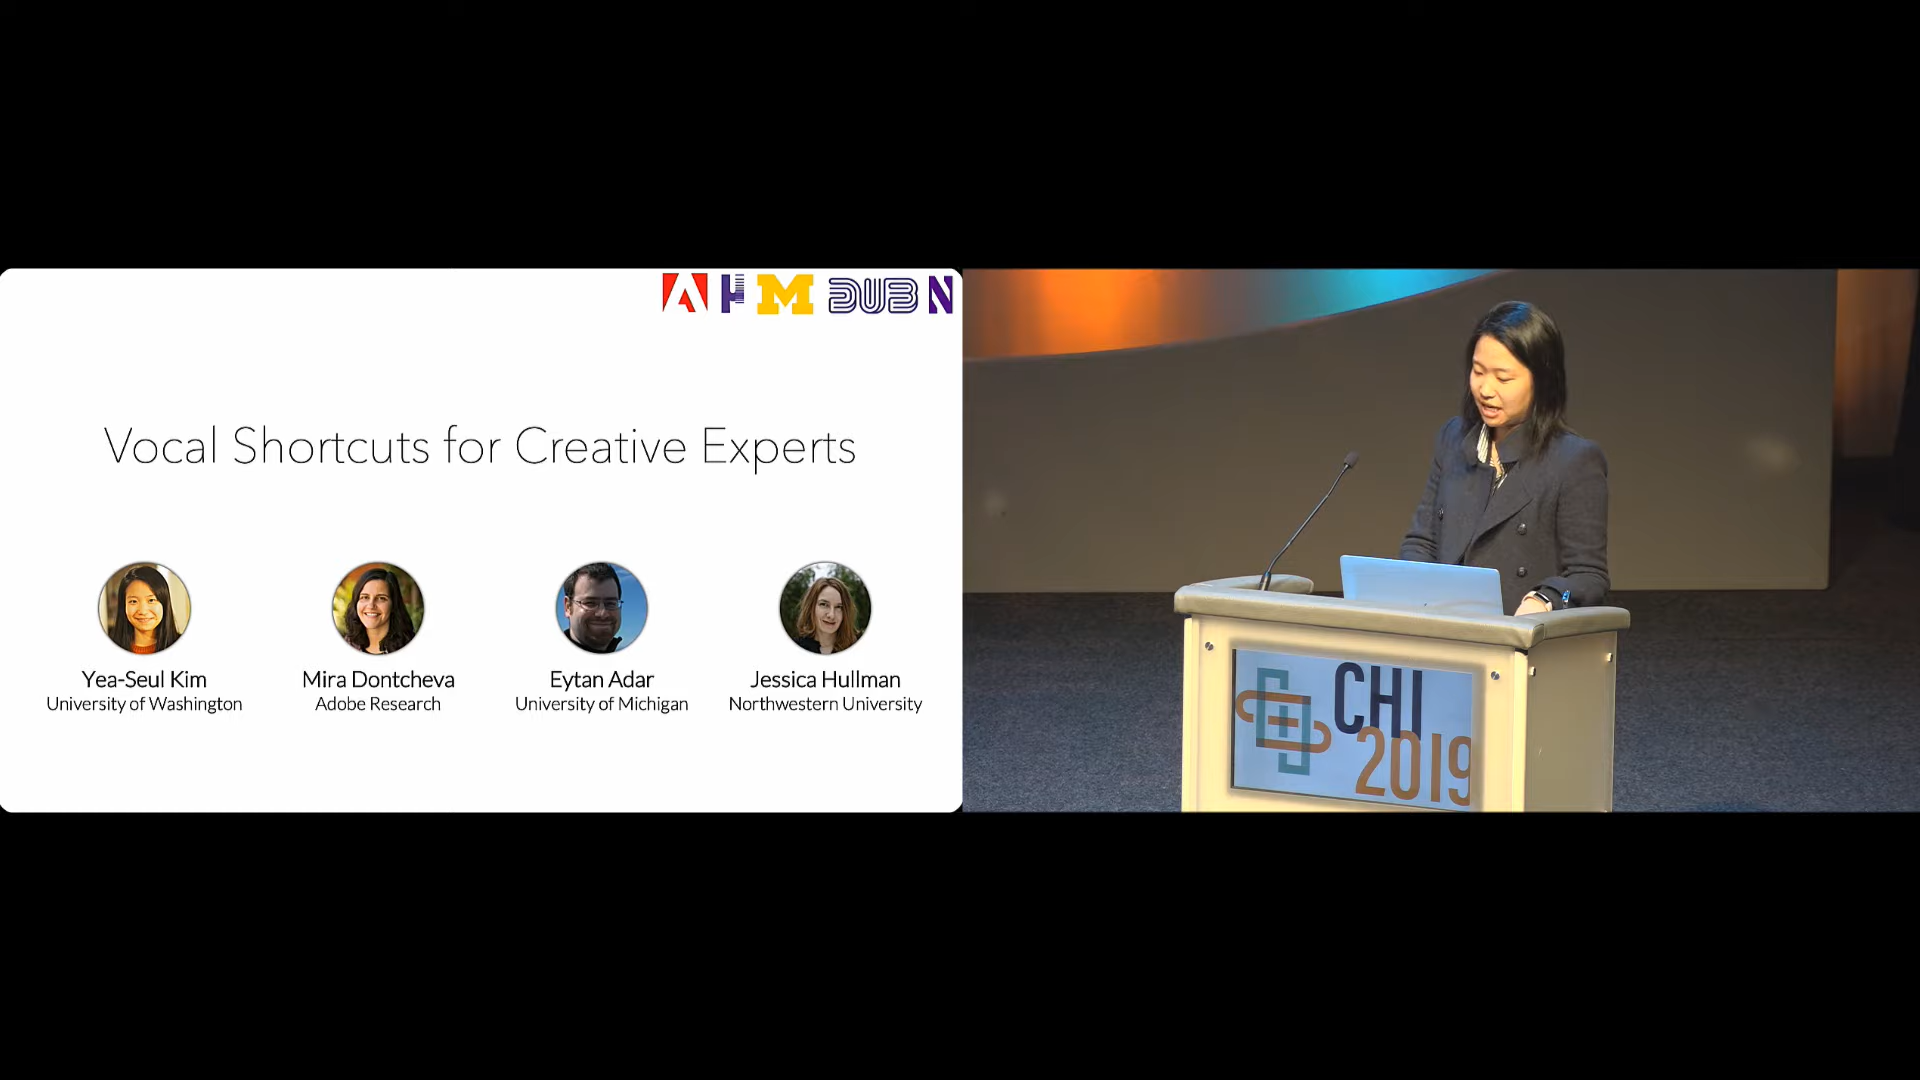 DUB
Vocal Shortcuts for Creative Experts
Yea-Seul Kim
University of Washington
Mira Dontcheva
Adobe Research
Eytan Adar
University of Michigan
Jessica Hullman
Northwestern University
CHI
2019